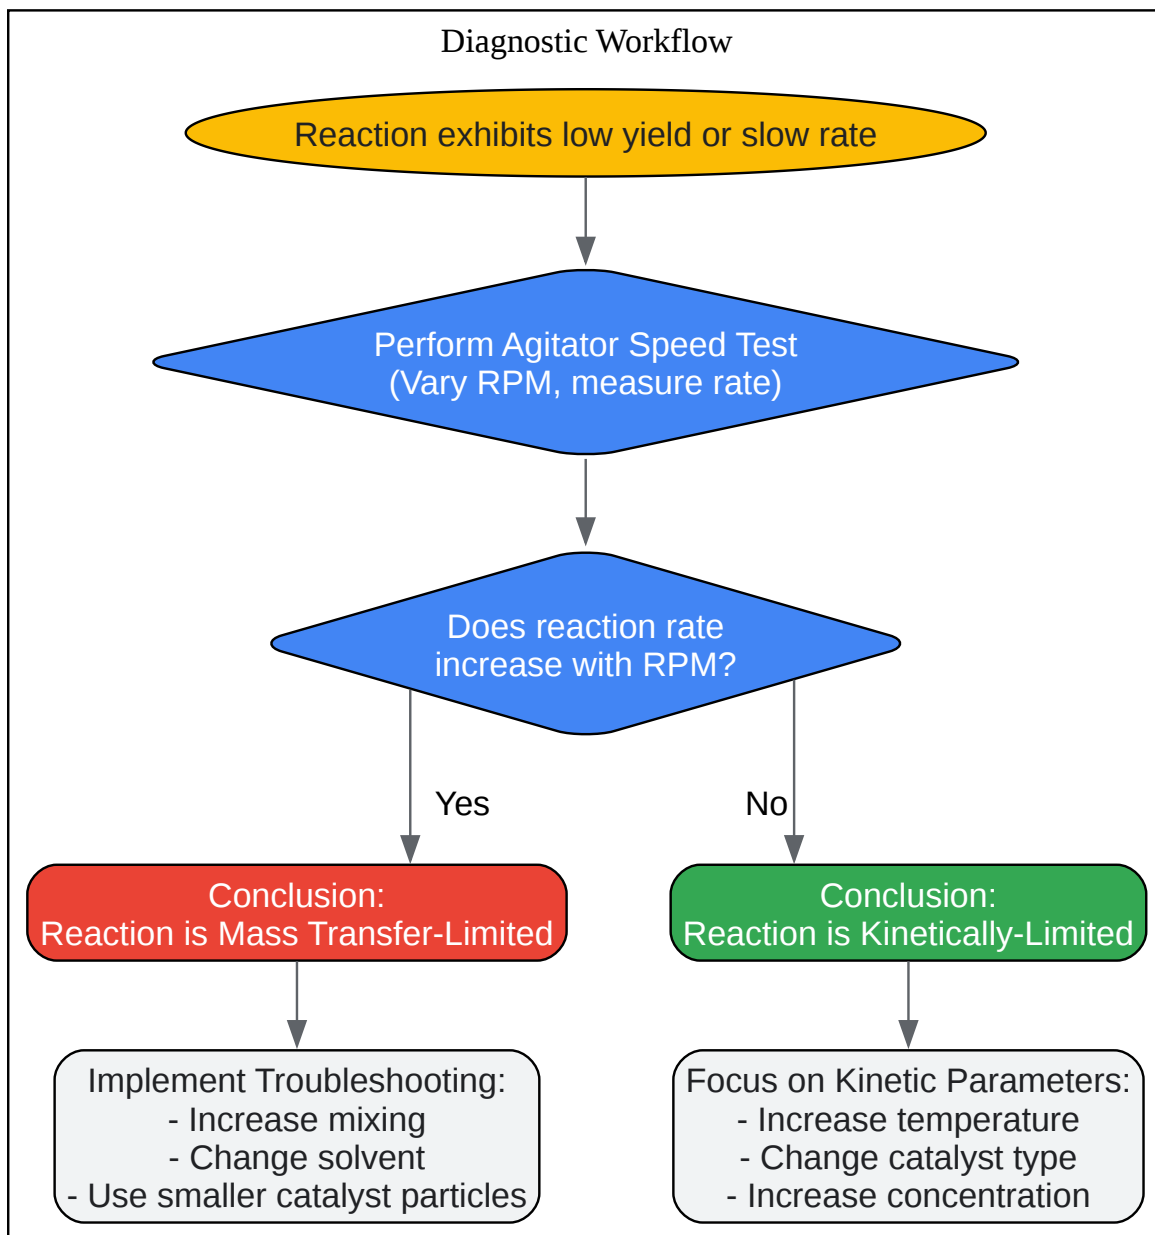 Diagnostic Workflow
Reaction exhibits low yield or slow rate
Perform Agitator Speed Test
(Vary RPM, measure rate)
Does reaction rate
increase with RPM?
Yes
No
Conclusion:
Reaction is Mass Transfer-Limited
Conclusion:
Reaction is Kinetically-Limited
Implement Troubleshooting:
- Increase mixing
- Change solvent
- Use smaller catalyst particles
Focus on Kinetic Parameters:
- Increase temperature
- Change catalyst type
- Increase concentration